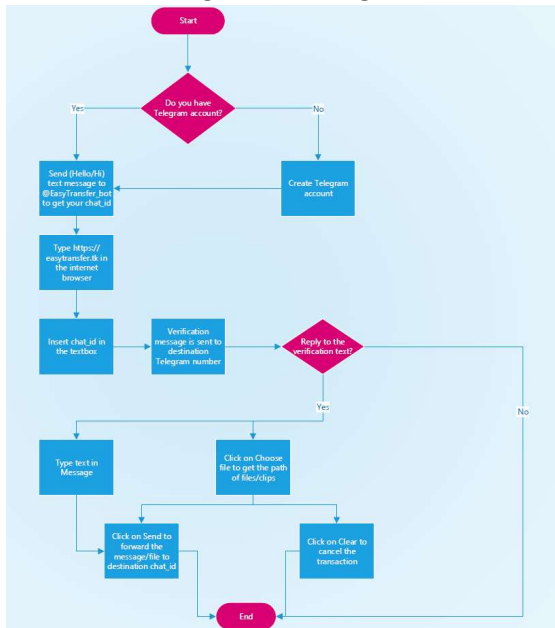 Start
Do you have
Telegram account?
Yes
No
Send (Hello/Hi)
text message to
@EasyTransfer_bot
to get your chat_id
Create Telegram
account
Type https://
easytransfer.tk in
the internet
browser
Insert chat_id in
the textbox
Verification
message is sent to
destination
Telegram number
Reply to the
verification text?
Yes
No
Type text in
Message
Click on Choose
file to get the path
of files/clips
Click on Send to
forward the
message/file to
destination chat_id
Click on Clear to
cancel the
transaction
End